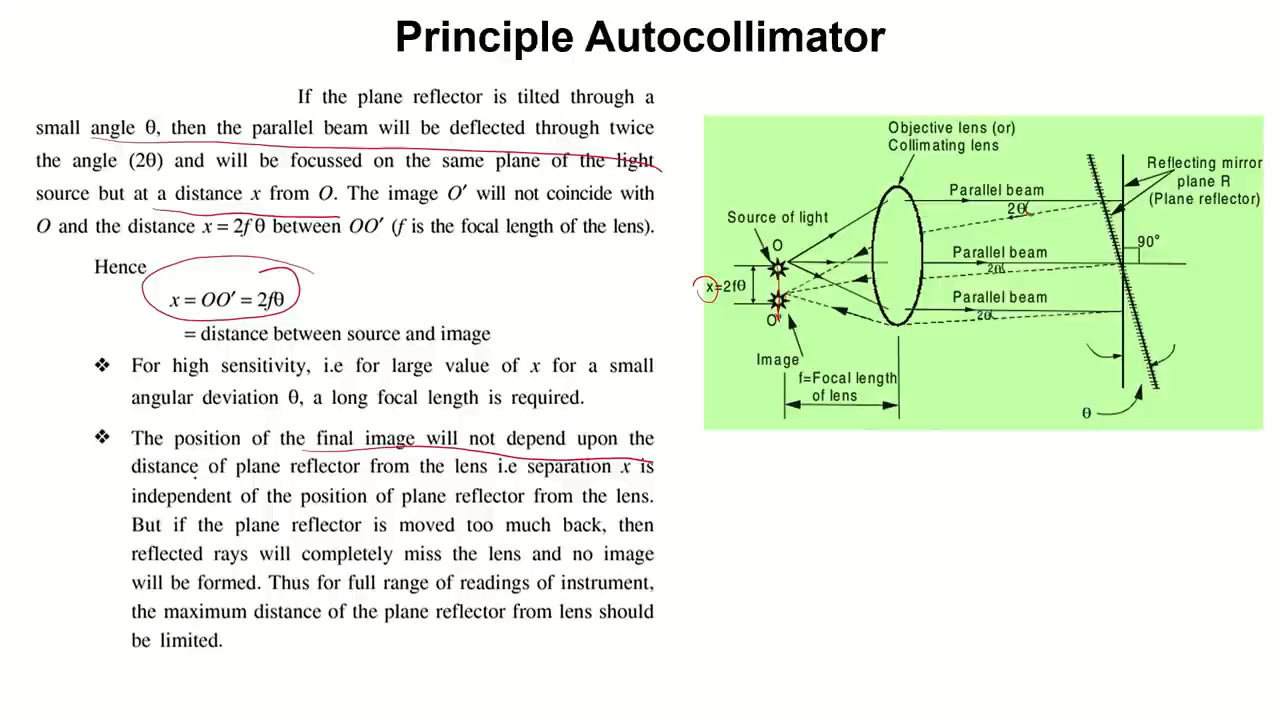 Principle Autocollimator
If the plane reflector is tilted through a
small angle θ, then the parallel beam will be deflected through twice
the angle (2θ) and will be focussed on the same plane of the light
source but at a distance x from O. The image O′ will not coincide with
O and the distance x = 2f θ between OO′ (f is the focal length of the lens).
Hence
x = OO′ = 2fθ
= distance between source and image
❖ For high sensitivity, i.e for large value of x for a small
angular deviation θ, a long focal length is required.
❖ The position of the final image will not depend upon the
distance of plane reflector from the lens i.e separation x is
independent of the position of plane reflector from the lens.
But if the plane reflector is moved too much back, then
reflected rays will completely miss the lens and no image
will be formed. Thus for full range of readings of instrument,
the maximum distance of the plane reflector from lens should
be limited.
Objective lens (or)
Collimating lens
Reflecting mirror
plane R
(Plane reflector)
Parallel beam
2θ
Source of light
O
90°
Parallel beam
2θ
x=2fθ
Parallel beam
2θ
O'
Image
f=Focal length
of lens
θ